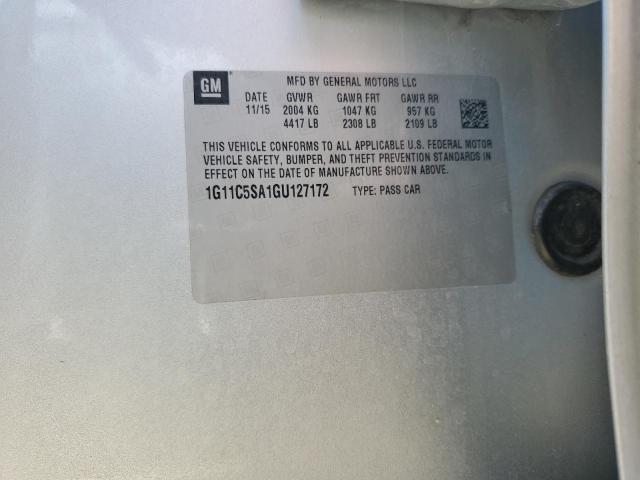 GM MFD BY GENERAL MOTORS LLC
DATE GVWR GAWR FRT GAWR RR
11/15 2004 KG 1047 KG 957 KG
4417 LB 2308 LB 2109 LB
THIS VEHICLE CONFORMS TO ALL APPLICABLE U.S. FEDERAL MOTOR
VEHICLE SAFETY, BUMPER, AND THEFT PREVENTION STANDARDS IN
EFFECT ON THE DATE OF MANUFACTURE SHOWN ABOVE.
1G11C5SA1GU127172 TYPE: PASS CAR